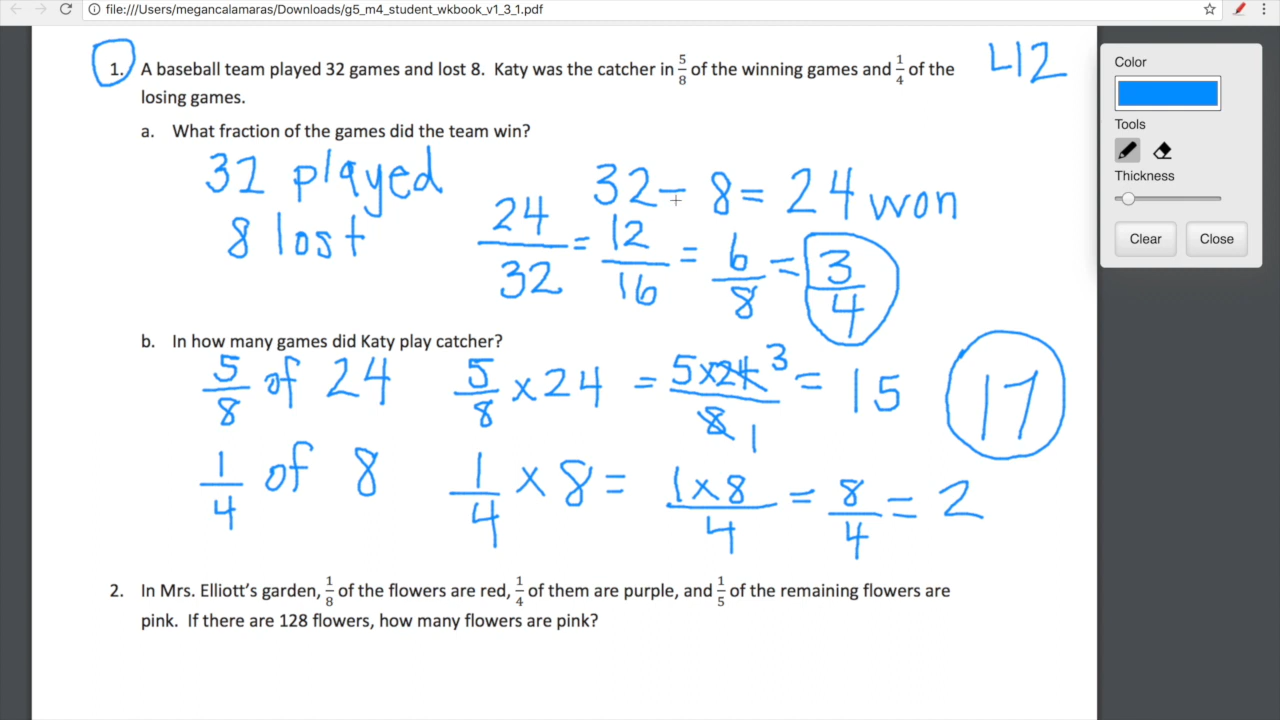 file:///Users/megancalamaras/Downloads/g5_m4_student_wkbook_v1_3_1.pdf
1. A baseball team played 32 games and lost 8. Katy was the catcher in 5/8 of the winning games and 1/4 of the
losing games.
L12
a. What fraction of the games did the team win?
32 played
8 lost
32 - 8 = 24 won
24/32 = 12/16 = 6/8 = 3/4
b. In how many games did Katy play catcher?
5/8 of 24 5/8 x 24 = 5x24/8 3 1 = 15
17
1/4 of 8 1/4 x 8 = 1x8/4 = 8/4 = 2
2. In Mrs. Elliott's garden, 1/8 of the flowers are red, 1/4 of them are purple, and 1/5 of the remaining flowers are
pink. If there are 128 flowers, how many flowers are pink?
Color
Tools
Thickness
Clear Close